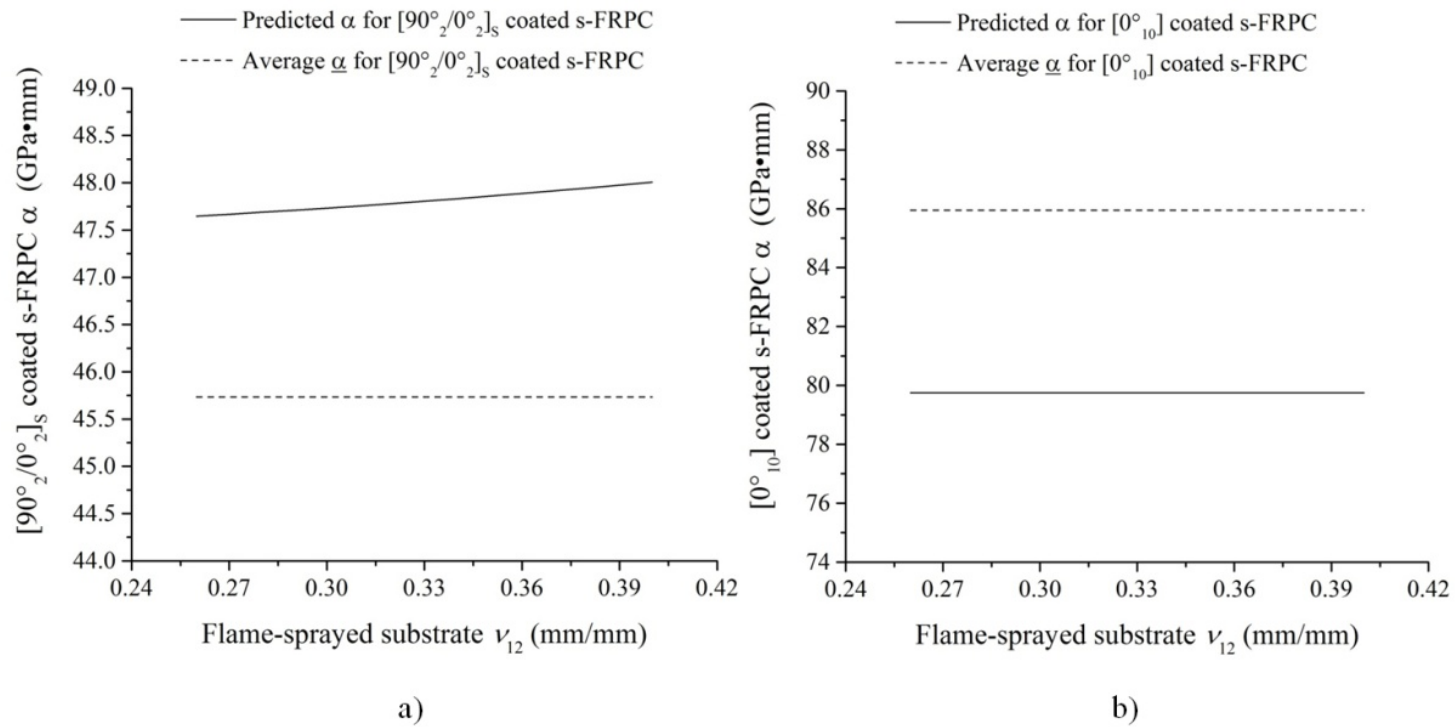 Predicted α for [90°₂/0°₂]ₛ coated s-FRPC
Average α̲ for [90°₂/0°₂]ₛ coated s-FRPC
[90°₂/0°₂]ₛ coated s-FRPC α (GPa•mm)
49.0
48.5
48.0
47.5
47.0
46.5
46.0
45.5
45.0
44.5
44.0
0.24 0.27 0.30 0.33 0.36 0.39 0.42
Flame-sprayed substrate ν₁₂ (mm/mm)
a)
Predicted α for [0°₁₀] coated s-FRPC
Average α̲ for [0°₁₀] coated s-FRPC
[0°₁₀] coated s-FRPC α (GPa•mm)
90
88
86
84
82
80
78
76
74
0.24 0.27 0.30 0.33 0.36 0.39 0.42
Flame-sprayed substrate ν₁₂ (mm/mm)
b)